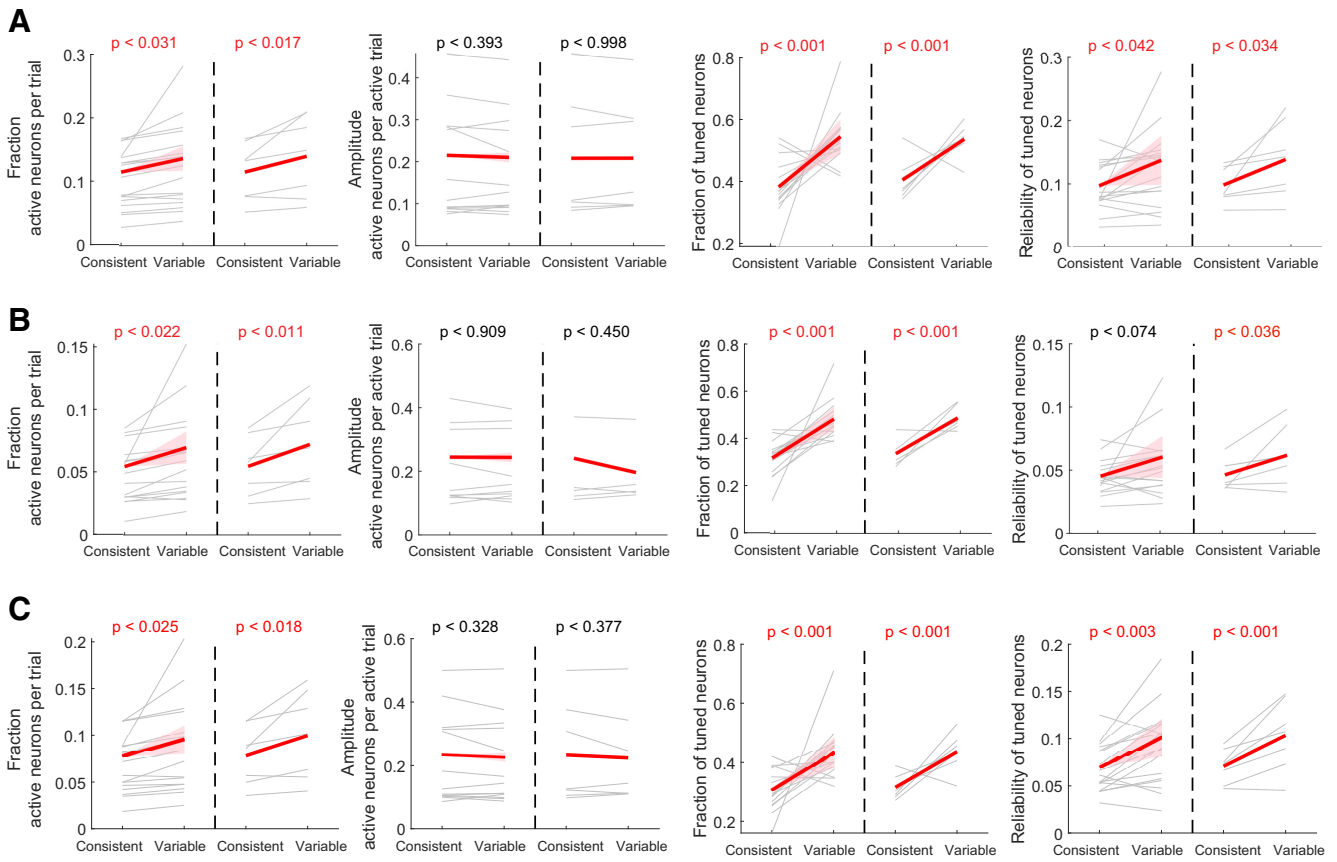 A
p < 0.031
p < 0.017
Fraction
active neurons per trial
0.3
0.2
0.1
0
Consistent Variable
Consistent Variable
p < 0.393
p < 0.998
Amplitude
active neurons per active trial
0.4
0.3
0.2
0.1
0
Consistent Variable
Consistent Variable
p < 0.001
p < 0.001
Fraction of tuned neurons
0.8
0.6
0.4
0.2
Consistent Variable
Consistent Variable
p < 0.042
p < 0.034
Reliability of tuned neurons
0.3
0.2
0.1
0
Consistent Variable
Consistent Variable
B
p < 0.022
p < 0.011
Fraction
active neurons per trial
0.15
0.1
0.05
0
Consistent Variable
Consistent Variable
p < 0.909
p < 0.450
Amplitude
active neurons per active trial
0.6
0.4
0.2
0
Consistent Variable
Consistent Variable
p < 0.001
p < 0.001
Fraction of tuned neurons
0.8
0.6
0.4
0.2
0
Consistent Variable
Consistent Variable
p < 0.074
p < 0.036
Reliability of tuned neurons
0.15
0.1
0.05
0
Consistent Variable
Consistent Variable
C
p < 0.025
p < 0.018
Fraction
active neurons per trial
0.2
0.15
0.1
0.05
0
Consistent Variable
Consistent Variable
p < 0.328
p < 0.377
Amplitude
active neurons per active trial
0.6
0.4
0.2
0
Consistent Variable
Consistent Variable
p < 0.001
p < 0.001
Fraction of tuned neurons
0.8
0.6
0.4
0.2
Consistent Variable
Consistent Variable
p < 0.003
p < 0.001
Reliability of tuned neurons
0.2
0.15
0.1
0.05
0
Consistent Variable
Consistent Variable